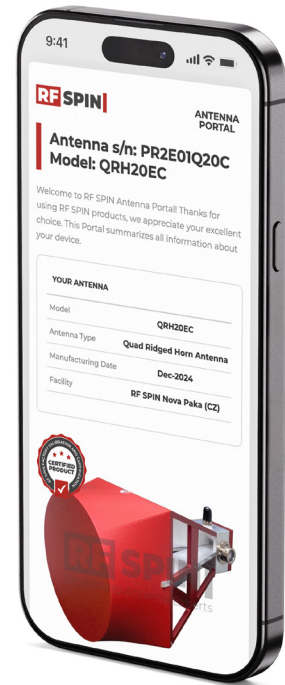 9:41
RF SPIN
ANTENNA
PORTAL
Antenna s/n: PR2E01Q20C
Model: QRH20EC
Welcome to RF SPIN Antenna Portal! Thanks for
using RF SPIN products, we appreciate your excellent
choice. This Portal summarizes all information about
your device.
YOUR ANTENNA
Model QRH20EC
Antenna Type Quad Ridged Horn Antenna
Manufacturing Date Dec-2024
Facility RF SPIN Nova Paka (CZ)
CERTIFIED
PRODUCT
RF SPIN